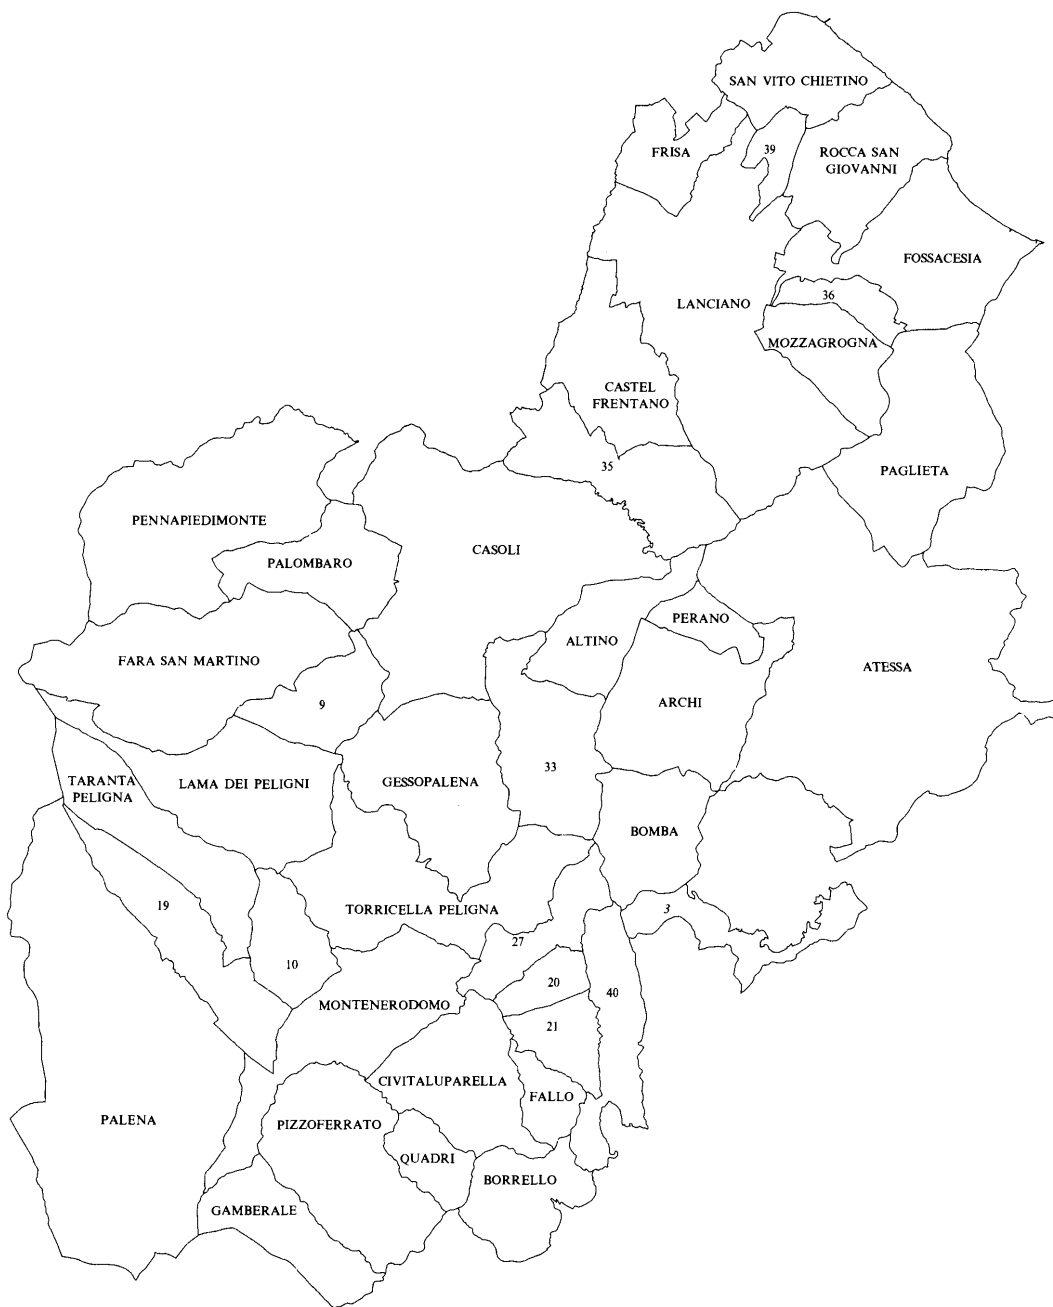 SAN VITO CHIETINO
39
FRISA
ROCCA SAN
GIOVANNI
FOSSACESIA
36
LANCIANO
MOZZAGROGNA
CASTEL
FRENTANO
35
PAGLIETA
PENNAPIEDIMONTE
CASOLI
PALOMBARO
PERANO
ALTINO
FARA SAN MARTINO
ATESSA
9
ARCHI
33
TARANTA
PELIGNA
LAMA DEI PELIGNI
GESSOPALENA
BOMBA
19
TORRICELLA PELIGNA
3
27
10
20
40
MONTENERODOMO
21
CIVITALUPARELLA
FALLO
PALENA
PIZZOFERRATO
QUADRI
BORRELLO
GAMBERALE